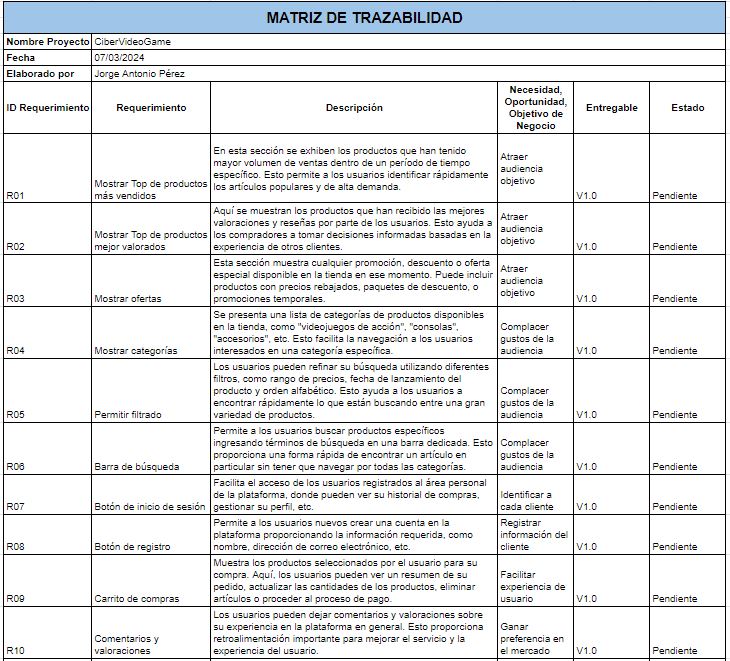 MATRIZ DE TRAZABILIDAD
Nombre Proyecto CiberVideoGame
Fecha 07/03/2024
Elaborado por Jorge Antonio Pérez
ID Requerimiento
Requerimiento
Descripción
Necesidad,
Oportunidad,
Objetivo de
Negocio
Entregable
Estado
R01
Mostrar Top de productos
más vendidos
En esta sección se exhiben los productos que han tenido
mayor volumen de ventas dentro de un período de tiempo
específico. Esto permite a los usuarios identificar rápidamente
los artículos populares y de alta demanda.
Atraer
audiencia
objetivo
V1.0
Pendiente
R02
Mostrar Top de productos
mejor valorados
Aquí se muestran los productos que han recibido las mejores
valoraciones y reseñas por parte de los usuarios. Esto ayuda a
los compradores a tomar decisiones informadas basadas en la
experiencia de otros clientes.
Atraer
audiencia
objetivo
V1.0
Pendiente
R03
Mostrar ofertas
Esta sección muestra cualquier promoción, descuento o oferta
especial disponible en la tienda en ese momento. Puede incluir
productos con precios rebajados, paquetes de descuento, o
promociones temporales.
Atraer
audiencia
objetivo
V1.0
Pendiente
R04
Mostrar categorías
Se presenta una lista de categorías de productos disponibles
en la tienda, como "videojuegos de acción", "consolas",
"accesorios", etc. Esto facilita la navegación a los usuarios
interesados en una categoría específica.
Complacer
gustos de la
audiencia
V1.0
Pendiente
R05
Permitir filtrado
Los usuarios pueden refinar su búsqueda utilizando diferentes
filtros, como rango de precios, fecha de lanzamiento del
producto y orden alfabético. Esto ayuda a los usuarios a
encontrar rápidamente lo que están buscando entre una gran
variedad de productos.
Complacer
gustos de la
audiencia
V1.0
Pendiente
R06
Barra de búsqueda
Permite a los usuarios buscar productos específicos
ingresando términos de búsqueda en una barra dedicada. Esto
proporciona una forma rápida de encontrar un artículo en
particular sin tener que navegar por todas las categorías.
Complacer
gustos de la
audiencia
V1.0
Pendiente
R07
Botón de inicio de sesión
Facilita el acceso de los usuarios registrados al área personal
de la plataforma, donde pueden ver su historial de compras,
gestionar su perfil, etc.
Identificar a
cada cliente
V1.0
Pendiente
R08
Botón de registro
Permite a los usuarios nuevos crear una cuenta en la
plataforma proporcionando la información requerida, como
nombre, dirección de correo electrónico, etc.
Registrar
información del
cliente
V1.0
Pendiente
R09
Carrito de compras
Muestra los productos seleccionados por el usuario para su
compra. Aquí, los usuarios pueden ver un resumen de su
pedido, actualizar las cantidades de los productos, eliminar
artículos o proceder al proceso de pago.
Facilitar
experiencia de
usuario
V1.0
Pendiente
R10
Comentarios y
valoraciones
Los usuarios pueden dejar comentarios y valoraciones sobre
su experiencia en la plataforma en general. Esto proporciona
retroalimentación importante para mejorar el servicio y la
experiencia del usuario.
Ganar
preferencia en
el mercado
V1.0
Pendiente